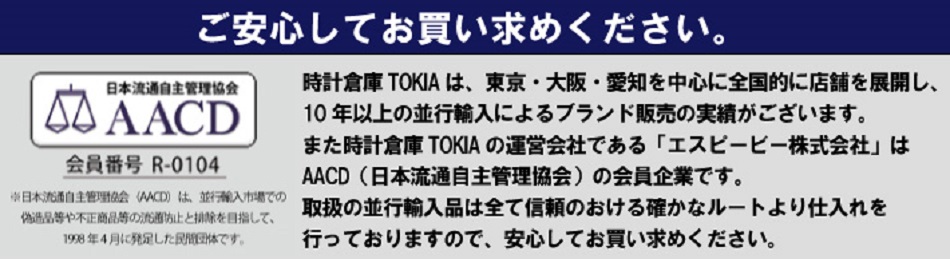 ご安心してお買い求めください。
日本流通自主管理協会
AACD
会員番号 R-0104
※日本流通自主管理協会（AACD）は、並行輸入市場での
偽造品等や不正商品等の流通防止と排除を目指して、
1998年4月に発足した民間団体です。
時計倉庫TOKIAは、東京・大阪・愛知を中心に全国的に店舗を展開し、
10年以上の並行輸入によるブランド販売の実績がございます。
また時計倉庫TOKIAの運営会社である「エスピービー株式会社」は
AACD（日本流通自主管理協会）の会員企業です。
取扱の並行輸入品は全て信頼のおける確かなルートより仕入れを
行っておりますので、安心してお買い求めください。